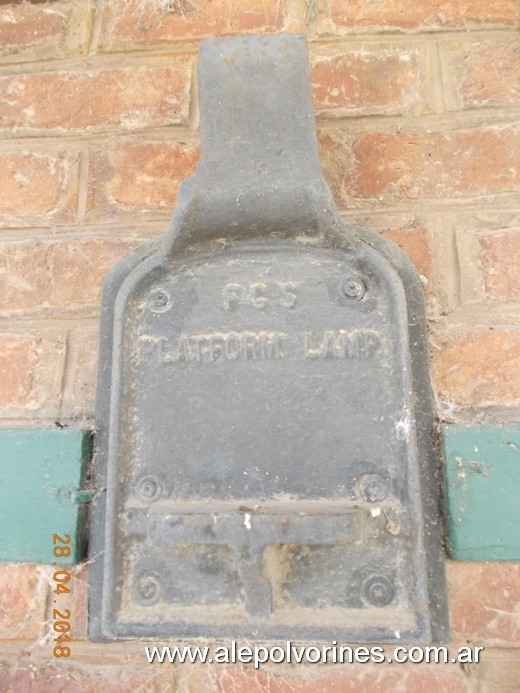 FCS
PLATFORM LAMP
28.04.2018
www.alepolvorines.com.ar